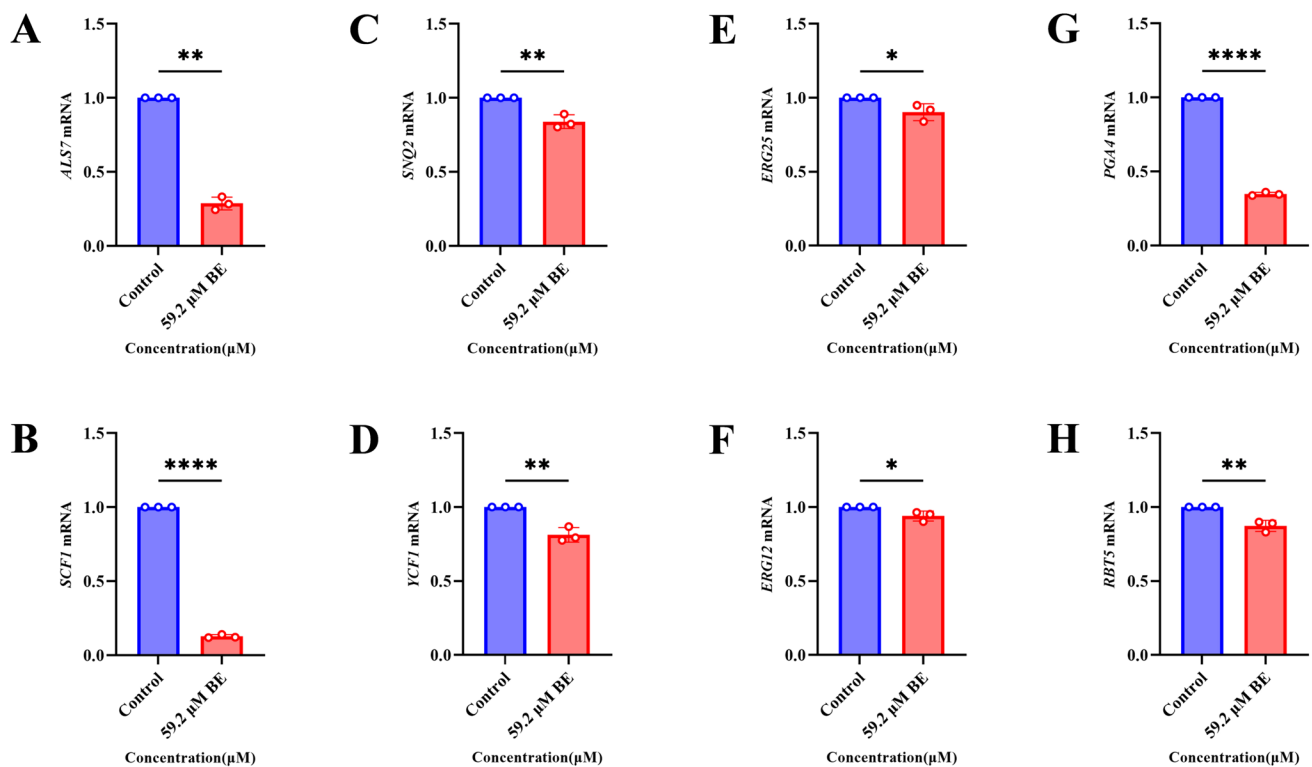 A
ALS7 mRNA
1.5
1.0
0.5
0.0
**
Control
59.2 μM BE
Concentration(μM)
C
SNQ2 mRNA
1.5
1.0
0.5
0.0
**
Control
59.2 μM BE
Concentration(μM)
E
ERG25 mRNA
1.5
1.0
0.5
0.0
*
Control
59.2 μM BE
Concentration(μM)
G
PGA4 mRNA
1.5
1.0
0.5
0.0
****
Control
59.2 μM BE
Concentration(μM)
B
SCF1 mRNA
1.5
1.0
0.5
0.0
****
Control
59.2 μM BE
Concentration(μM)
D
YCF1 mRNA
1.5
1.0
0.5
0.0
**
Control
59.2 μM BE
Concentration(μM)
F
ERG12 mRNA
1.5
1.0
0.5
0.0
*
Control
59.2 μM BE
Concentration(μM)
H
RBT5 mRNA
1.5
1.0
0.5
0.0
**
Control
59.2 μM BE
Concentration(μM)